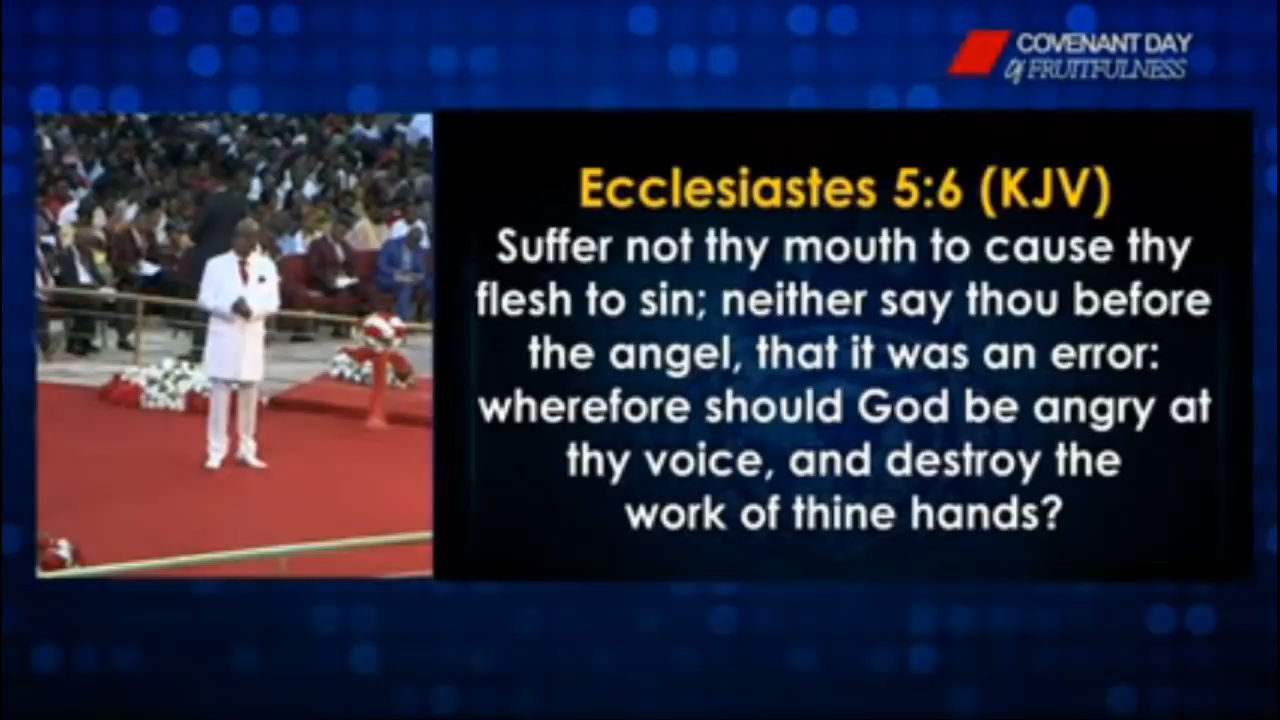 COVENANT DAY
Of FRUITFULNESS
Ecclesiastes 5:6 (KJV)
Suffer not thy mouth to cause thy
flesh to sin; neither say thou before
the angel, that it was an error:
wherefore should God be angry at
thy voice, and destroy the
work of thine hands?